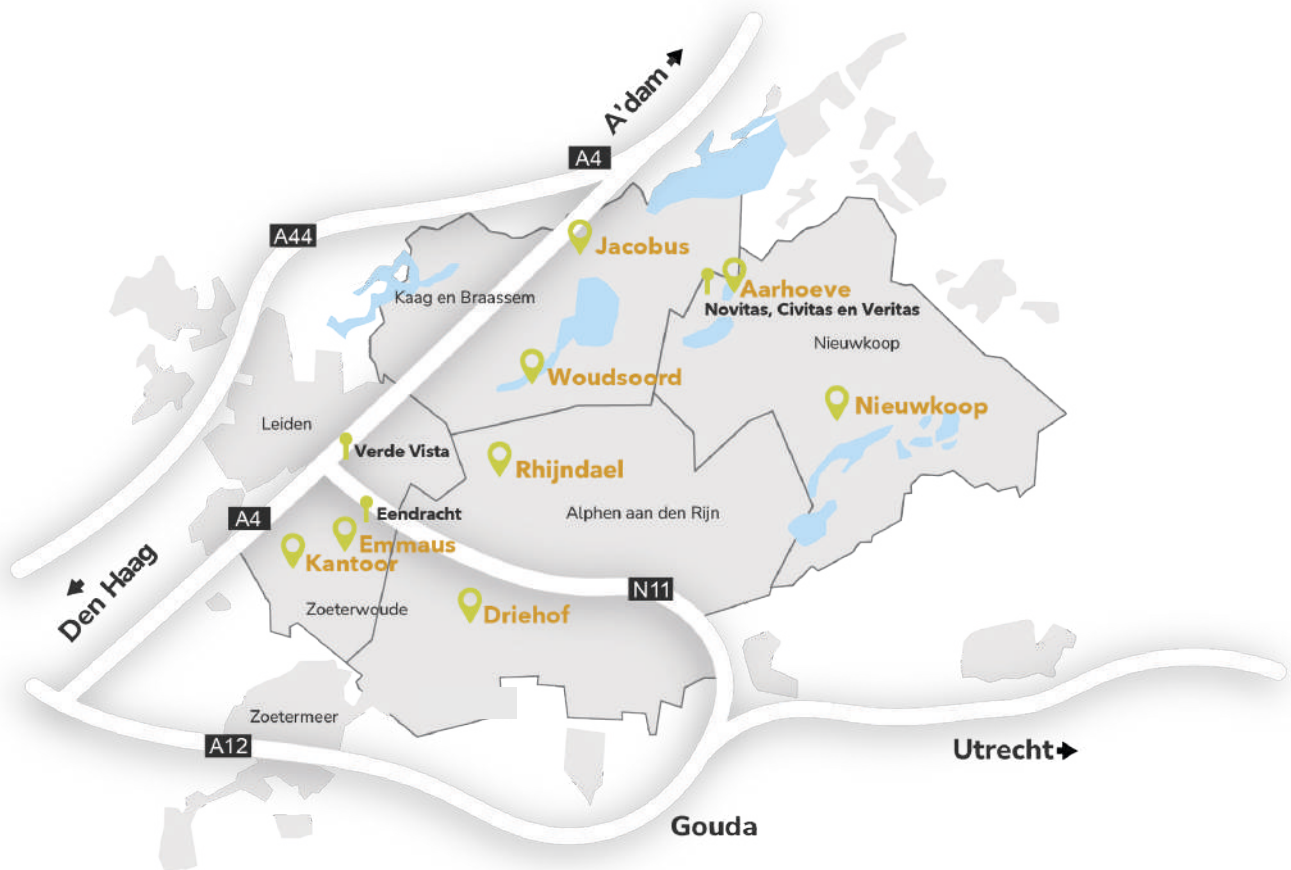 A'dam
A4
A44
Jacobus
Kaag en Braassem
Aarhoeve
Novitas, Civitas en Veritas
Nieuwkoop
Woudsoord
Nieuwkoop
Leiden
Verde Vista
Rhijndael
A4
Eendracht
Alphen aan den Rijn
Emmaus
Kantoor
Den Haag
N11
Zoeterwoude
Driehof
Zoetermeer
A12
Utrecht
Gouda